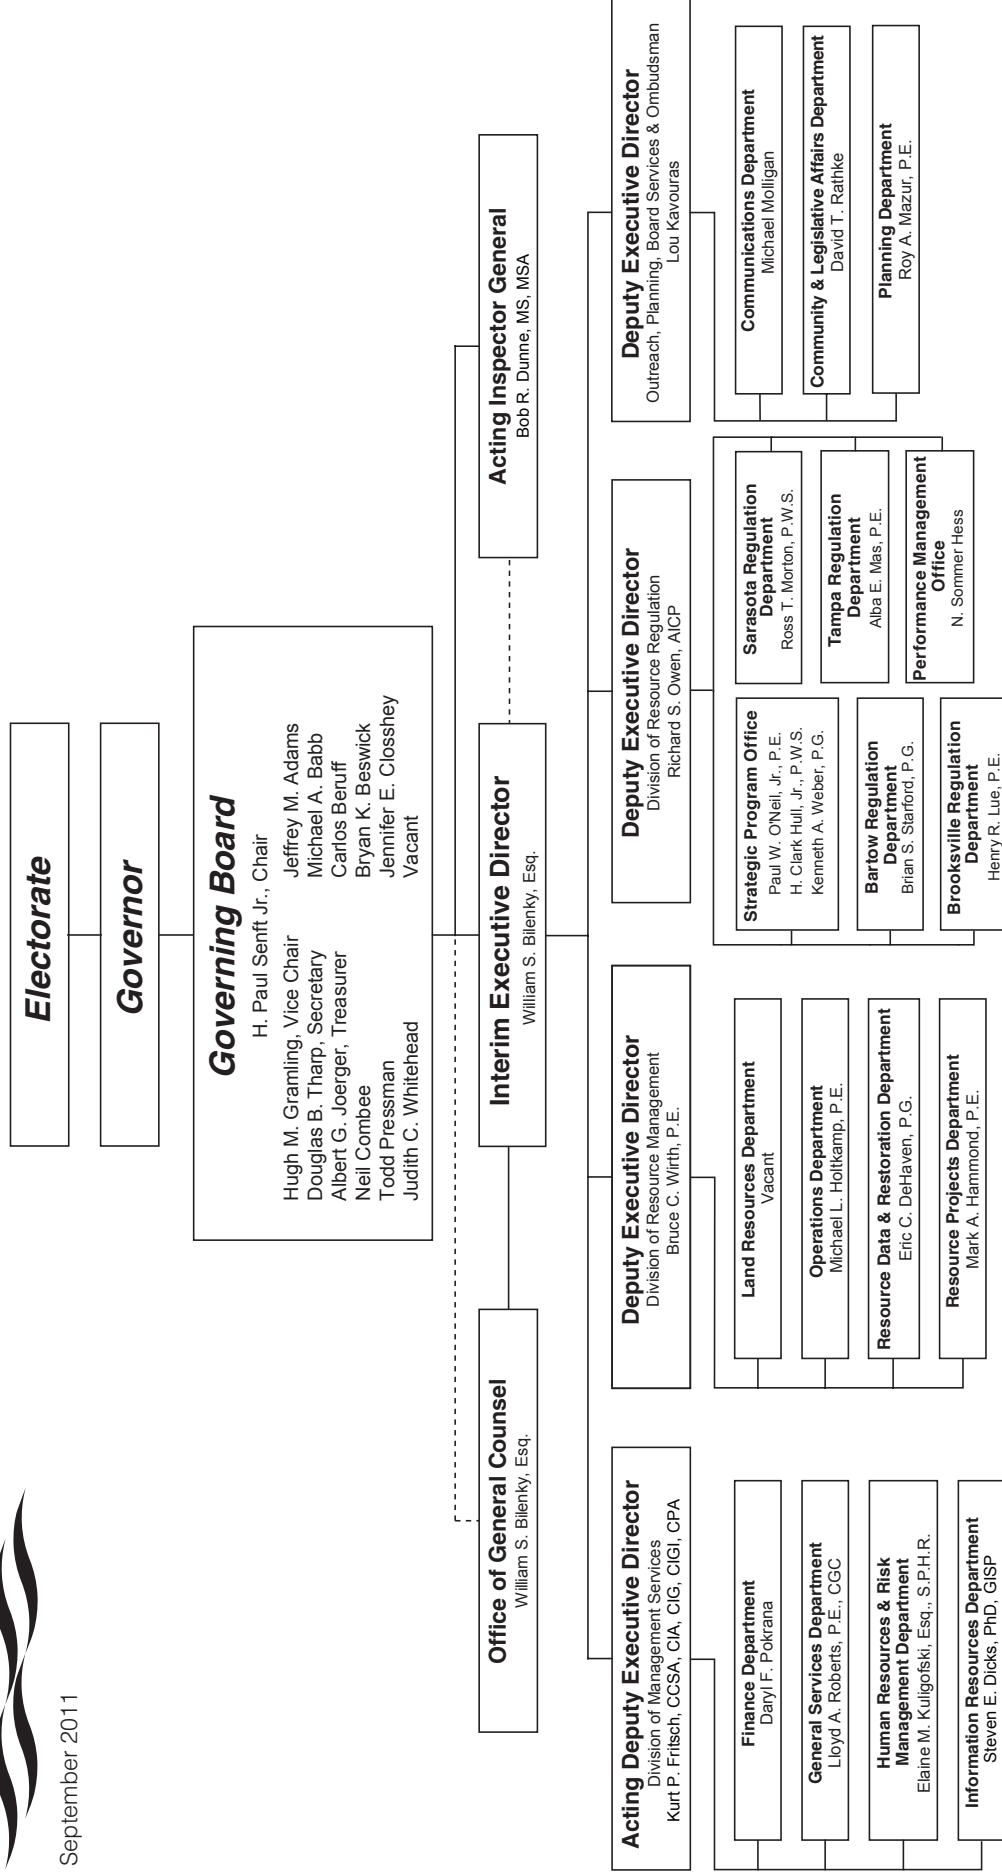 September 2011
Electorate
Governor
Governing Board
H. Paul Senft Jr., Chair
Hugh M. Gramling, Vice Chair
Douglas B. Tharp, Secretary
Albert G. Joerger, Treasurer
Neil Combee
Todd Pressman
Judith C. Whitehead
Jeffrey M. Adams
Michael A. Babb
Carlos Beruff
Bryan K. Beswick
Jennifer E. Closshey
Vacant
Office of General Counsel
William S. Bilenky, Esq.
Interim Executive Director
William S. Bilenky, Esq.
Acting Inspector General
Bob R. Dunne, MS, MSA
Acting Deputy Executive Director
Division of Management Services
Kurt P. Fritsch, CCSA, CIA, CIG, CIGI, CPA
Finance Department
Daryl F. Pokrana
General Services Department
Lloyd A. Roberts, P.E., CGC
Human Resources & Risk
Management Department
Elaine M. Kuligofski, Esq., S.P.H.R.
Information Resources Department
Steven E. Dicks, PhD, GISP
Deputy Executive Director
Division of Resource Management
Bruce C. Wirth, P.E.
Land Resources Department
Vacant
Operations Department
Michael L. Holtkamp, P.E.
Resource Data & Restoration Department
Eric C. DeHaven, P.G.
Resource Projects Department
Mark A. Hammond, P.E.
Deputy Executive Director
Division of Resource Regulation
Richard S. Owen, AICP
Strategic Program Office
Paul W. O'Neil, Jr., P.E.
H. Clark Hull, Jr., P.W.S.
Kenneth A. Weber, P.G.
Bartow Regulation
Department
Brian S. Starford, P.G.
Brooksville Regulation
Department
Henry R. Lue, P.E.
Sarasota Regulation
Department
Ross T. Morton, P.W.S.
Tampa Regulation
Department
Alba E. Mas, P.E.
Performance Management
Office
N. Sommer Hess
Deputy Executive Director
Outreach, Planning, Board Services & Ombudsman
Lou Kavouras
Communications Department
Michael Molligan
Community & Legislative Affairs Department
David T. Rathke
Planning Department
Roy A. Mazur, P.E.